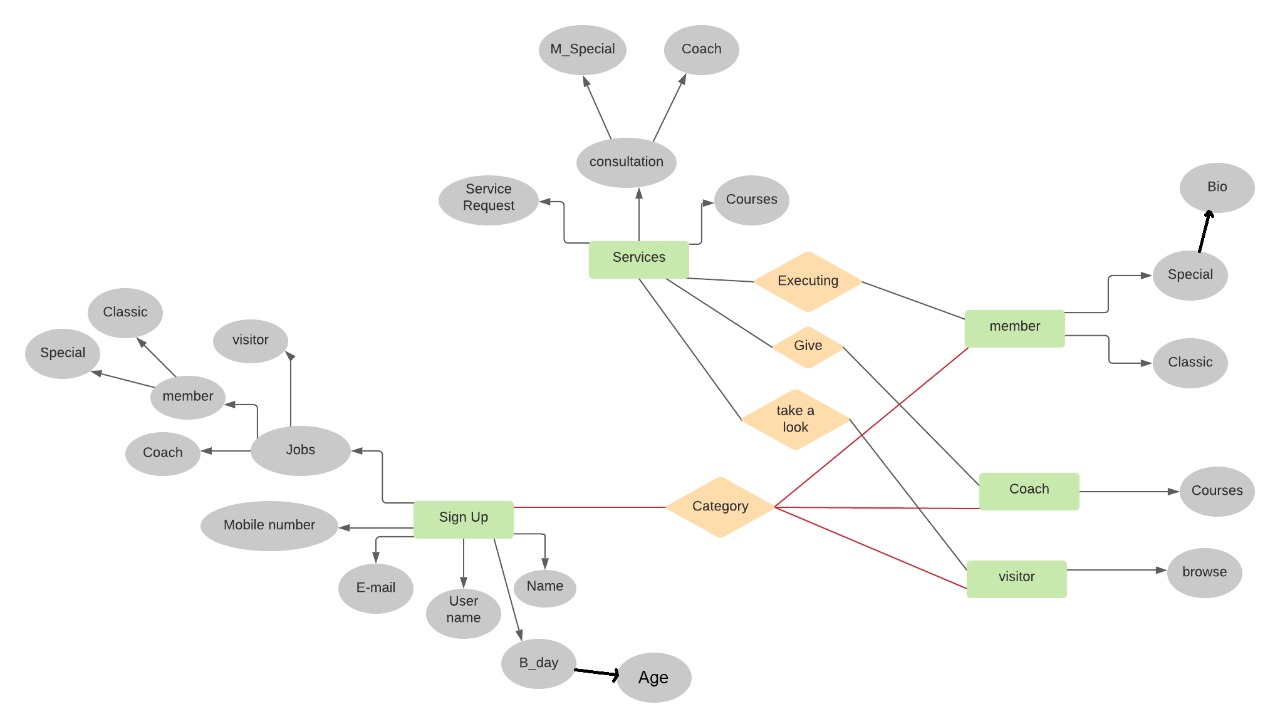 M_Special
Coach
consultation
Service
Request
Courses
Bio
Services
Executing
Special
member
Classic
visitor
Give
Special
Classic
member
take a
look
Jobs
Coach
Coach
Courses
Category
Sign Up
Mobile number
visitor
browse
E-mail
Name
User
name
B_day
Age